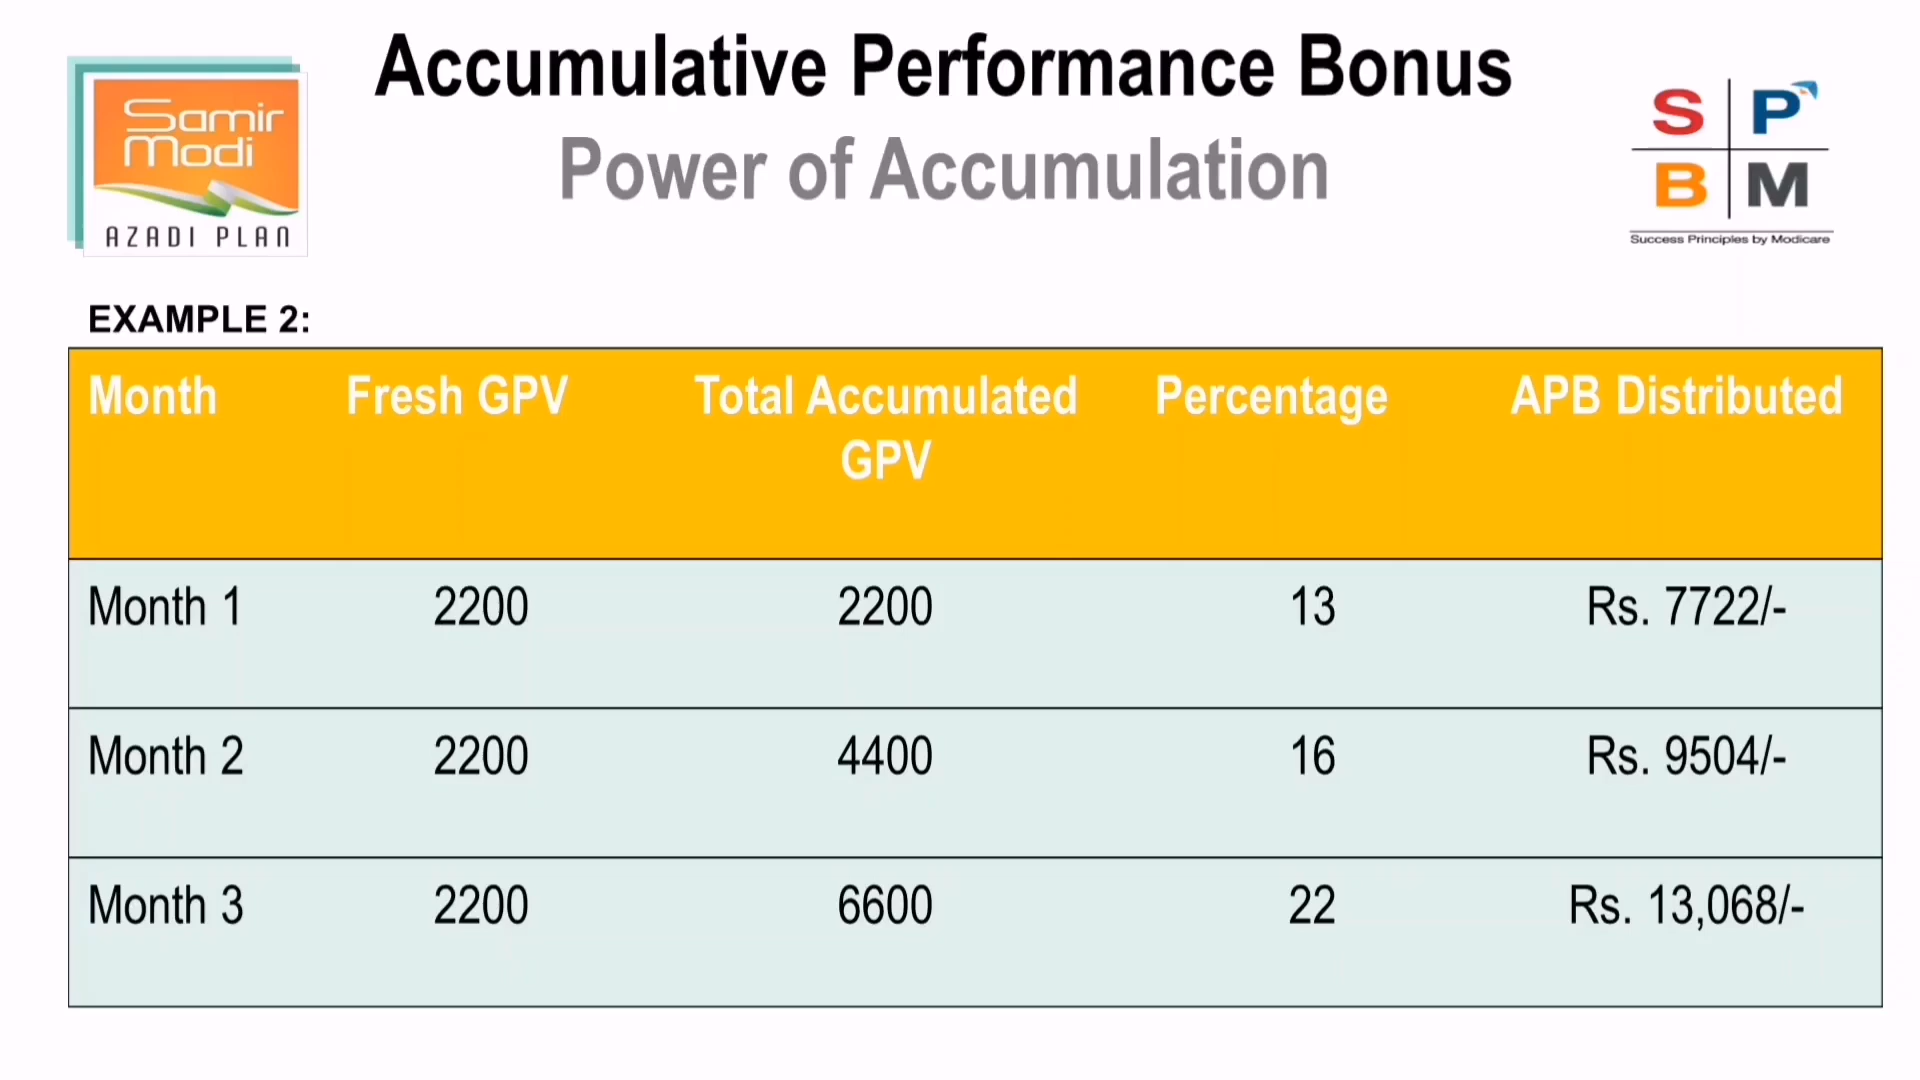 Accumulative Performance Bonus
Power of Accumulation
Samir
Modi
AZADI PLAN
S P
B M
Success Principles by Modicare
EXAMPLE 2:
Month Fresh GPV Total Accumulated GPV Percentage APB Distributed
Month 1 2200 2200 13 Rs. 7722/-
Month 2 2200 4400 16 Rs. 9504/-
Month 3 2200 6600 22 Rs. 13,068/-